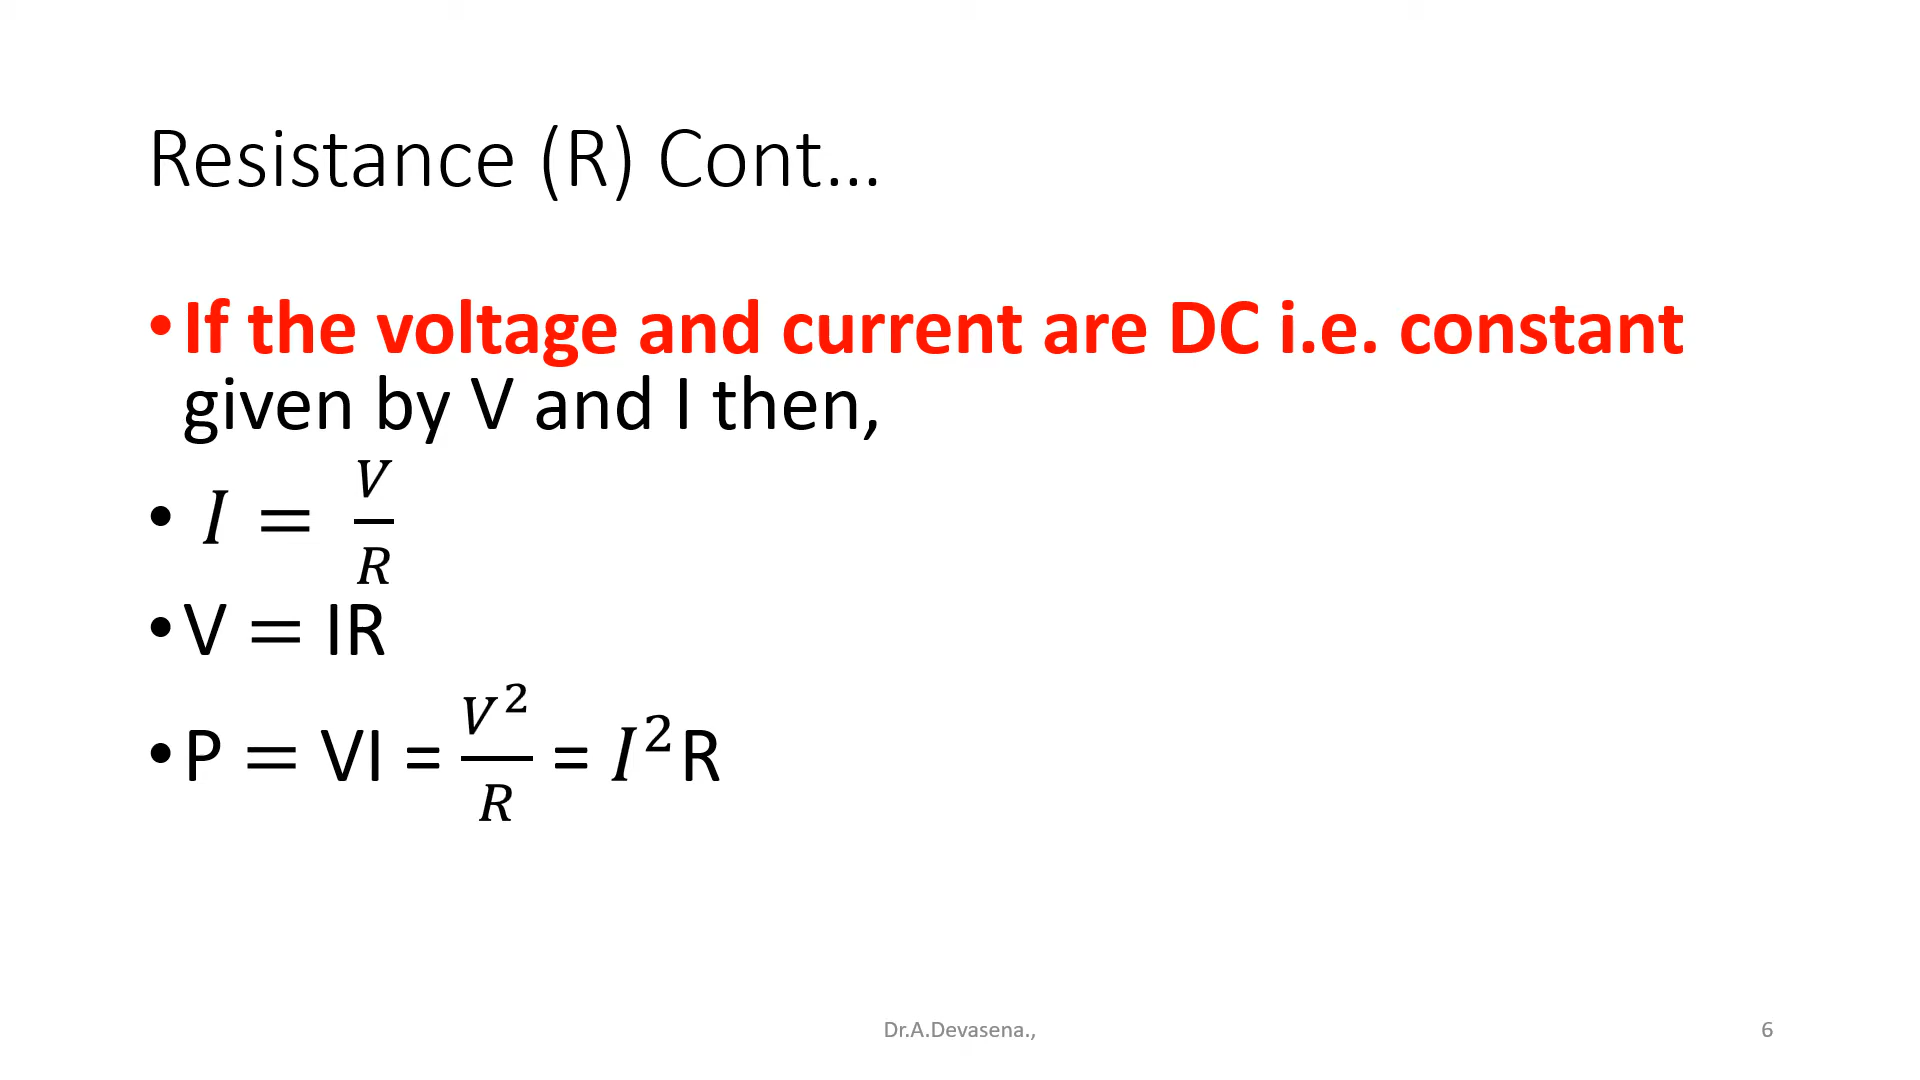 Resistance (R) Cont…
•If the voltage and current are DC i.e. constant
given by V and I then,
• I = V/R
•V = IR
•P = VI = V²/R = I²R
Dr.A.Devasena.,
6